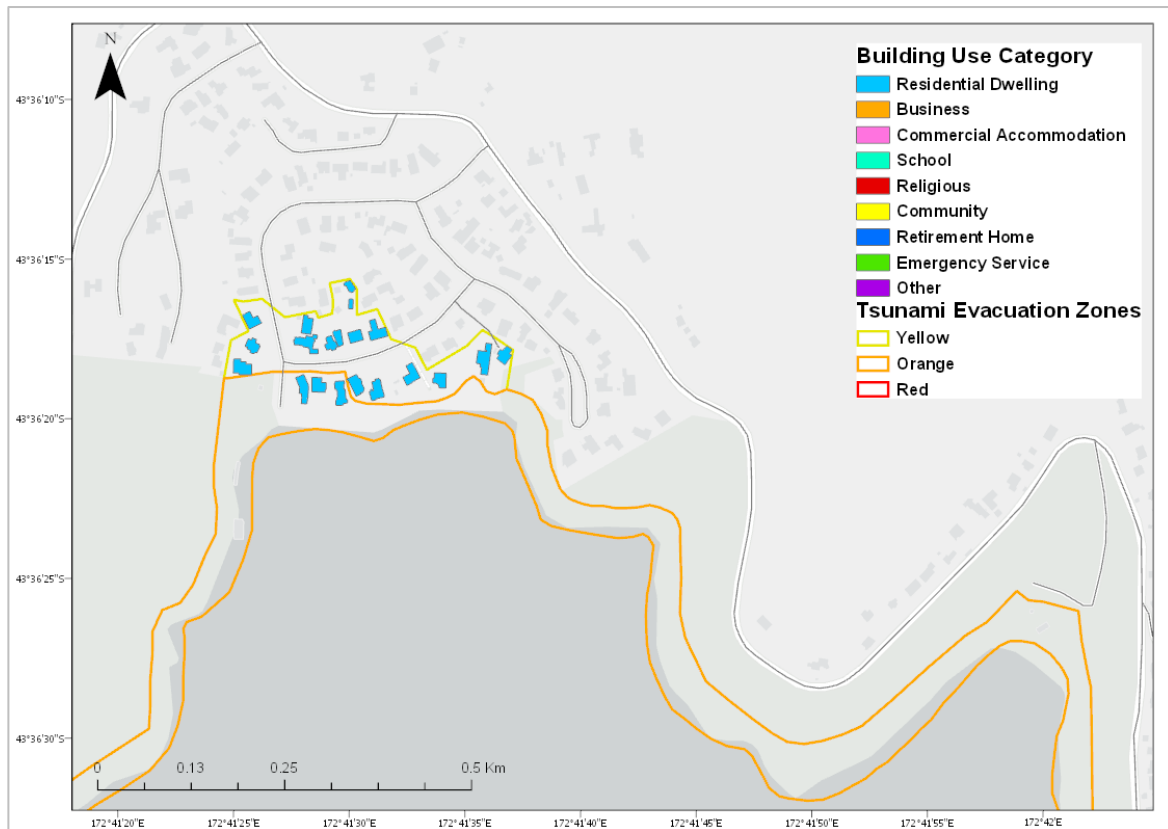 N
Building Use Category
Residential Dwelling
Business
Commercial Accommodation
School
Religious
Community
Retirement Home
Emergency Service
Other
Tsunami Evacuation Zones
Yellow
Orange
Red
43°36'10"S
43°36'15"S
43°36'20"S
43°36'25"S
43°36'30"S
0 0.13 0.25 0.5 Km
172°41'20"E 172°41'25"E 172°41'30"E 172°41'35"E 172°41'40"E 172°41'45"E 172°41'50"E 172°41'55"E 172°42'E